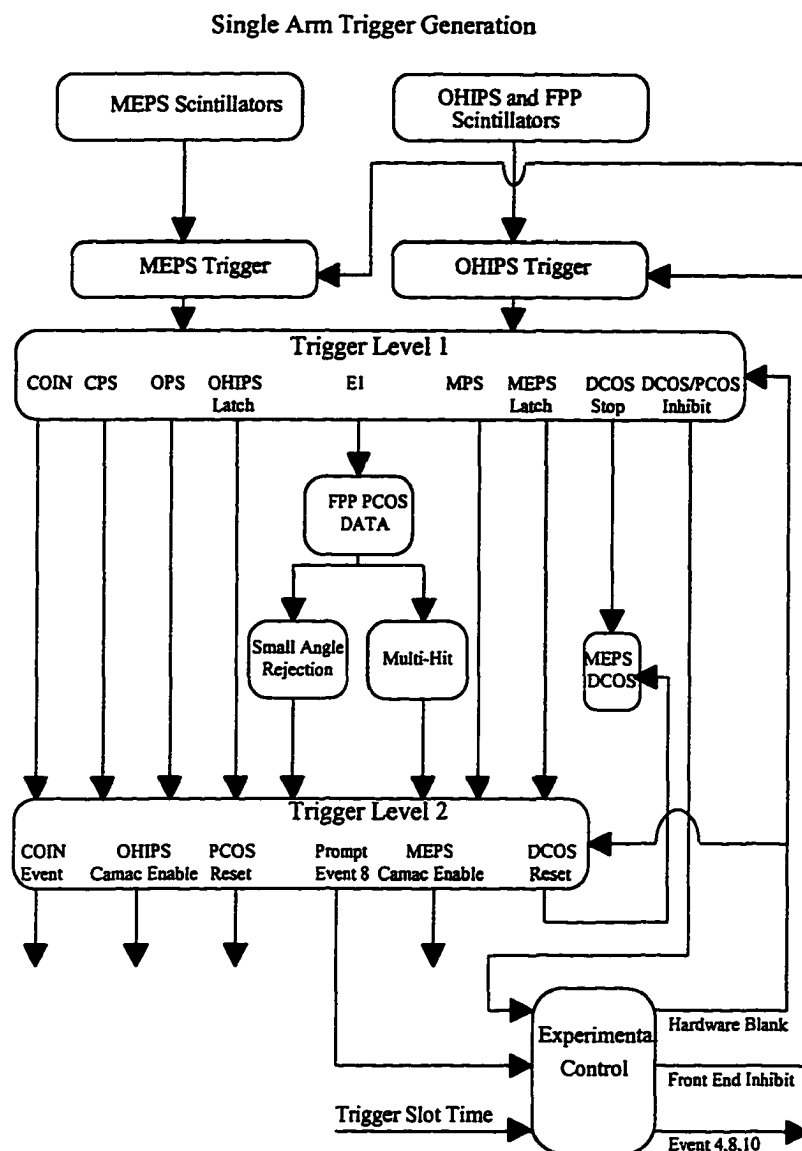 Single Arm Trigger Generation
MEPS Scintillators
OHIPS and FPP
Scintillators
MEPS Trigger
OHIPS Trigger
Trigger Level 1
COIN CPS OPS OHIPS E1 MPS MEPS DCOS DCOS/PCOS
Latch Latch Stop Inhibit
FPP PCOS
DATA
Small Angle
Rejection
Multi-Hit
MEPS
DCOS
Trigger Level 2
COIN OHIPS PCOS Prompt MEPS DCOS
Event Camac Enable Reset Event 8 Camac Enable Reset
Experimental
Control
Hardware Blank
Front End Inhibit
Trigger Slot Time
Event 4,8,10